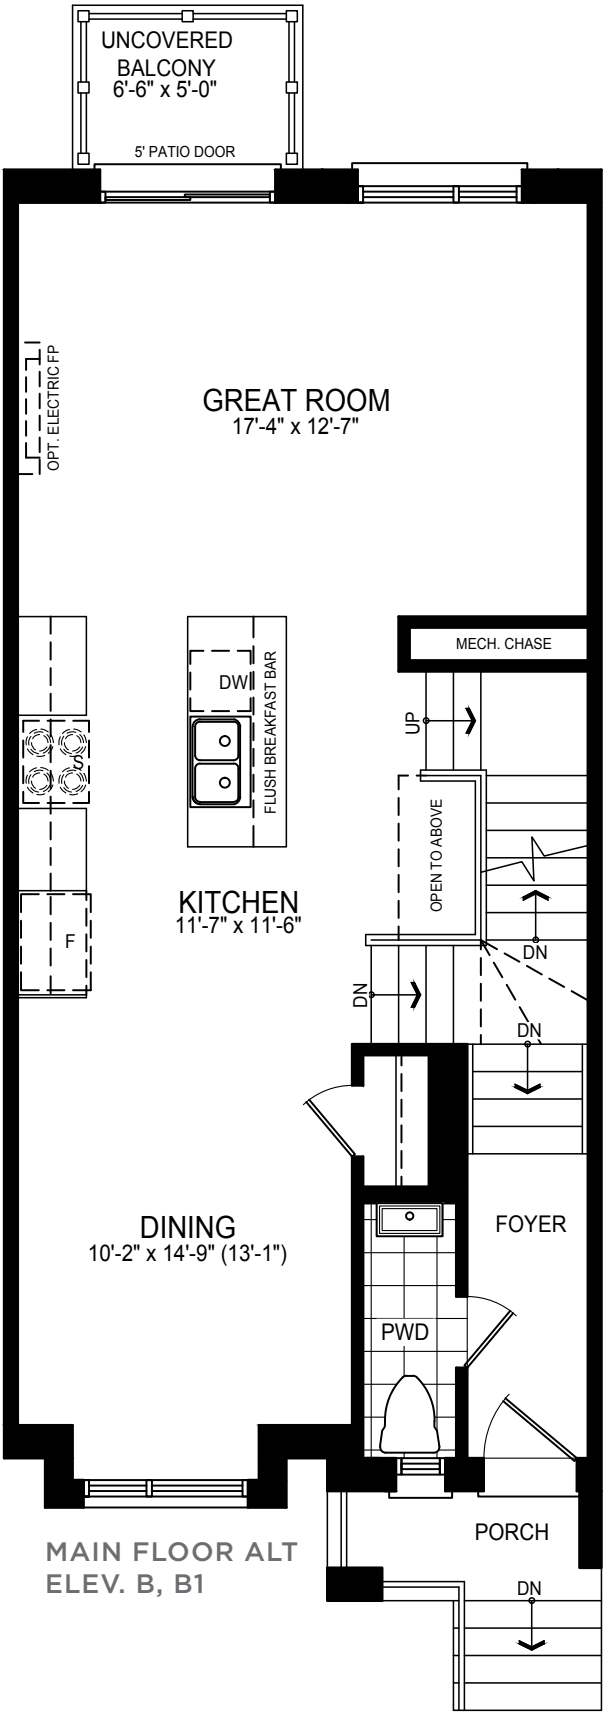 UNCOVERED
BALCONY
6'-6" x 5'-0"
5' PATIO DOOR
OPT. ELECTRIC FP
GREAT ROOM
17'-4" x 12'-7"
MECH. CHASE
DW
FLUSH BREAKFAST BAR
UP
S
OPEN TO ABOVE
KITCHEN
11'-7" x 11'-6"
F
DN
DN
DN
DINING
10'-2" x 14'-9" (13'-1")
FOYER
PWD
PORCH
MAIN FLOOR ALT
ELEV. B, B1
DN